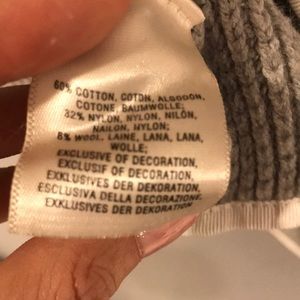 60% COTTON, COTON, ALGODON,
COTONE, BAUMWOLLE;
32% NYLON, NYLON, NILÓN,
NAILON, NYLON;
8% WOOL, LAINE, LANA, LANA,
WOLLE;
EXCLUSIVE OF DECORATION,
EXCLUSIF OF DECORATION,
EXKLUSIVES DER DEKORATION,
ESCLUSIVA DELLA DECORAZIONE,
EXKLUSIVES DER DEKORATION